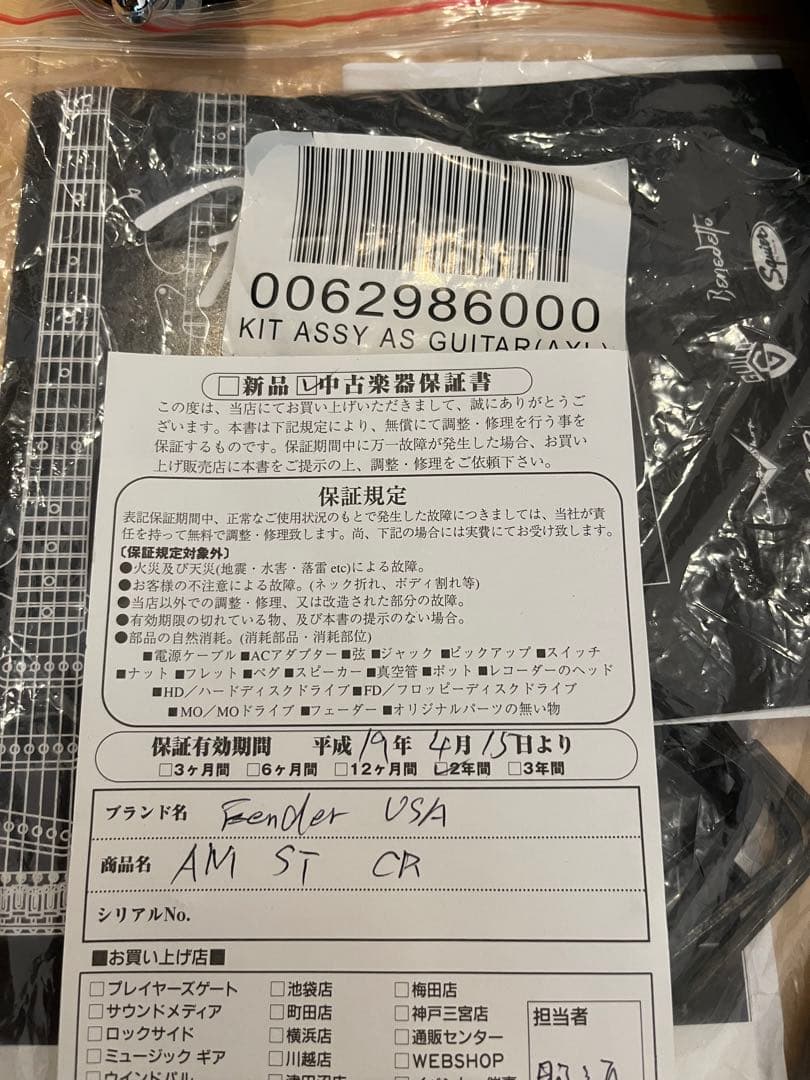 0062986000
KIT ASSY AS GUITAR(AXL)
Benedetto
Squier
GUILD
□新品 ☑中古楽器保証書
この度は、当店にてお買い上げいただきまして、誠にありがとうご
ざいます。本書は下記規定により、無償にて調整・修理を行う事を
保証するものです。保証期間中に万一故障が発生した場合、お買い
上げ販売店に本書をご提示の上、調整・修理をご依頼下さい。
保証規定
表記保証期間中、正常なご使用状況のもとで発生した故障につきましては、当社が責
任を持って無料で調整・修理致します。尚、下記の場合には実費にてお受け致します。
〔保証規定対象外〕
●火災及び天災(地震・水害・落雷 etc)による故障。
●お客様の不注意による故障。(ネック折れ、ボディ割れ等)
●当店以外での調整・修理、又は改造された部分の故障。
●有効期限の切れている物、及び本書の提示のない場合。
●部品の自然消耗。(消耗部品・消耗部位)
■電源ケーブル ■ACアダプター ■弦 ■ジャック ■ピックアップ ■スイッチ
■ナット ■フレット ■ペグ ■スピーカー ■真空管 ■ポット ■レコーダーのヘッド
■HD／ハードディスクドライブ ■FD／フロッピーディスクドライブ
■MO／MOドライブ ■フェーダー ■オリジナルパーツの無い物
保証有効期間 平成19年 4月 15日より
□3ヶ月間 □6ヶ月間 □12ヶ月間 ☑2年間 □3年間
ブランド名 Fender USA
商品名 AM ST CR
シリアルNo.
■お買い上げ店■
□プレイヤーズゲート □池袋店 □梅田店
□サウンドメディア □町田店 □神戸三宮店
□ロックサイド □横浜店 □通販センター
□ミュージック ギア □川越店 □WEBSHOP
担当者